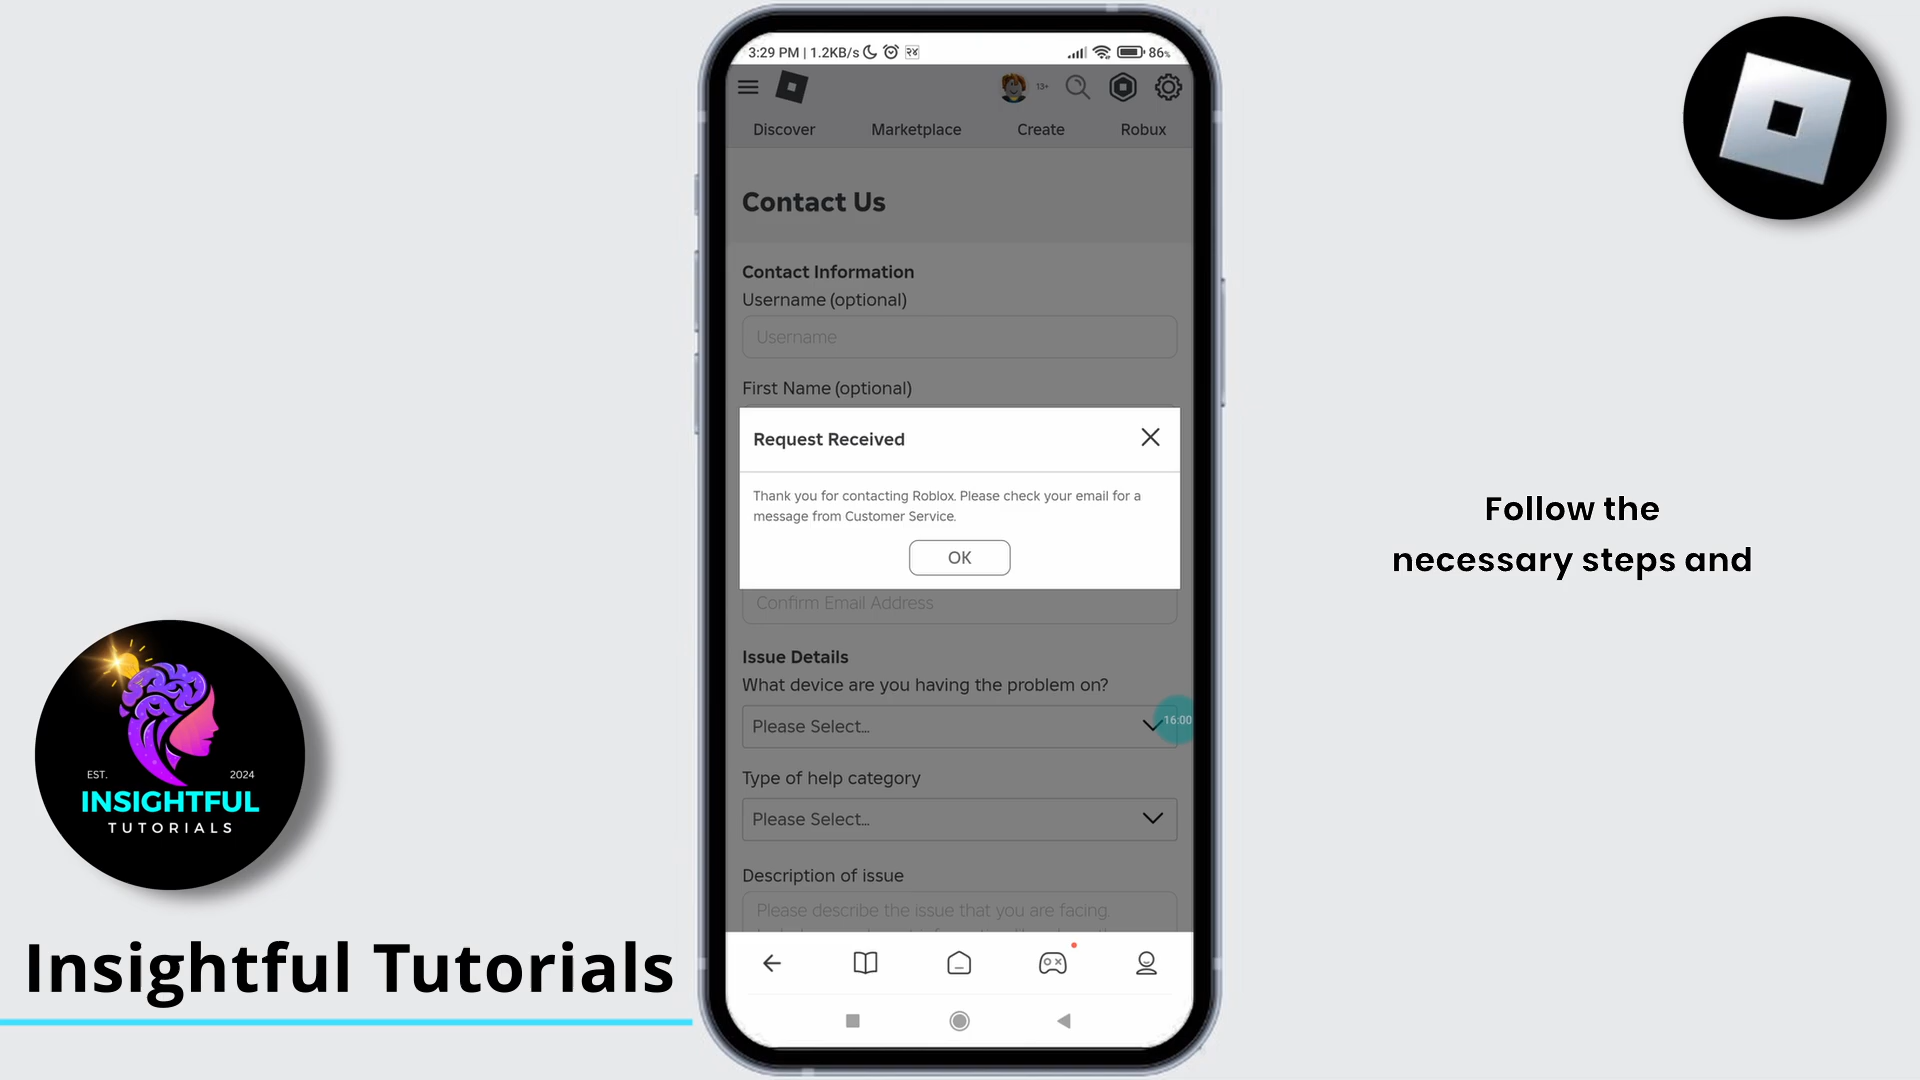 3:29 PM | 1.2KB/s
२४
86%
13+
Discover
Marketplace
Create
Robux
Contact Us
Contact Information
Username (optional)
Username
First Name (optional)
Request Received
Thank you for contacting Roblox. Please check your email for a
message from Customer Service.
OK
Confirm Email Address
Issue Details
What device are you having the problem on?
Please Select...
16:00
Type of help category
Please Select...
Description of issue
Please describe the issue that you are facing.
Follow the
necessary steps and
EST.
2024
INSIGHTFUL
TUTORIALS
Insightful Tutorials